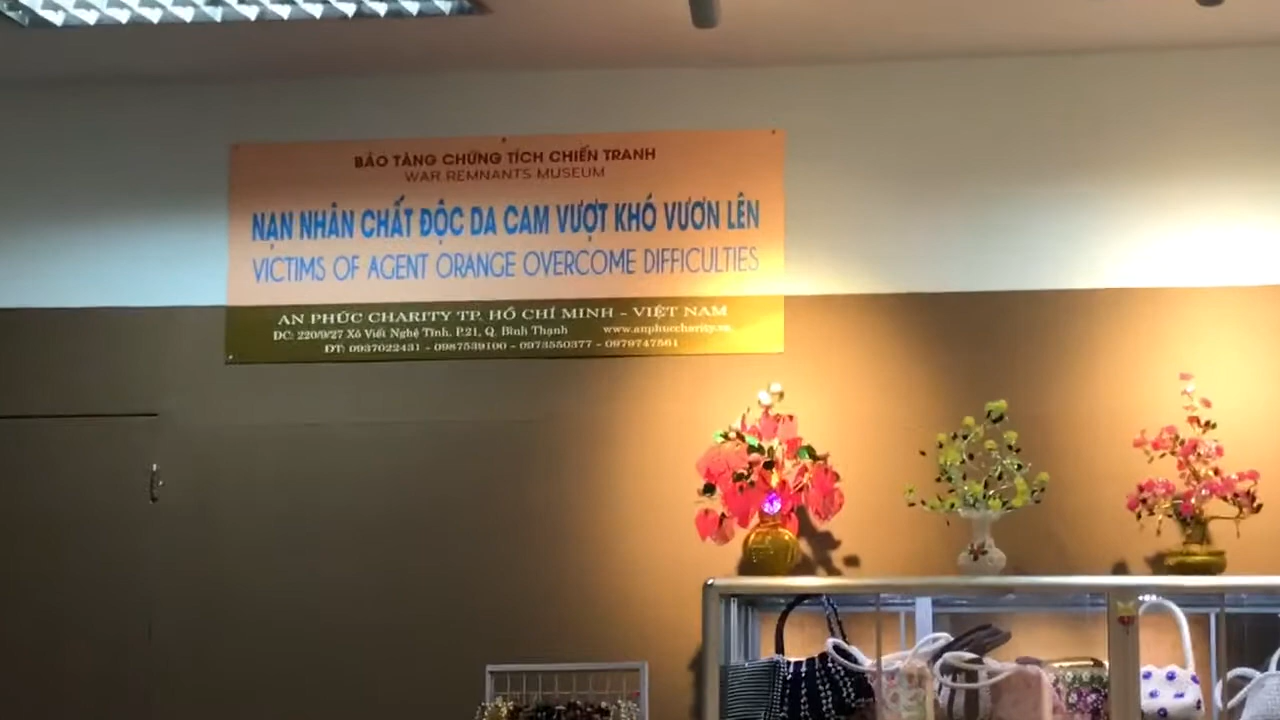 BẢO TÀNG CHỨNG TÍCH CHIẾN TRANH
WAR REMNANTS MUSEUM
NẠN NHÂN CHẤT ĐỘC DA CAM VƯỢT KHÓ VƯƠN LÊN
VICTIMS OF AGENT ORANGE OVERCOME DIFFICULTIES
AN PHÚC CHARITY TP. HỒ CHÍ MINH - VIỆT NAM
ĐC: 220/9/27 Xô Viết Nghệ Tĩnh, P.21, Q. Bình Thạnh www.anphuccharity.vn
ĐT: 0937022431 - 0987539100 - 0973550377 - 0979747561